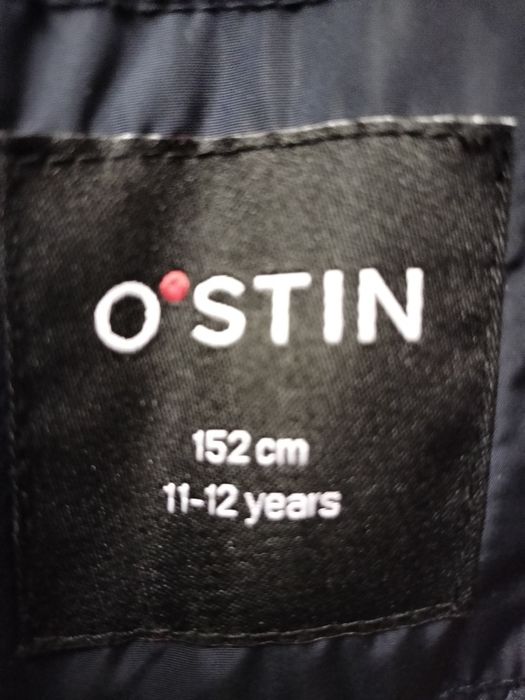 O'STIN
152 cm
11-12 years